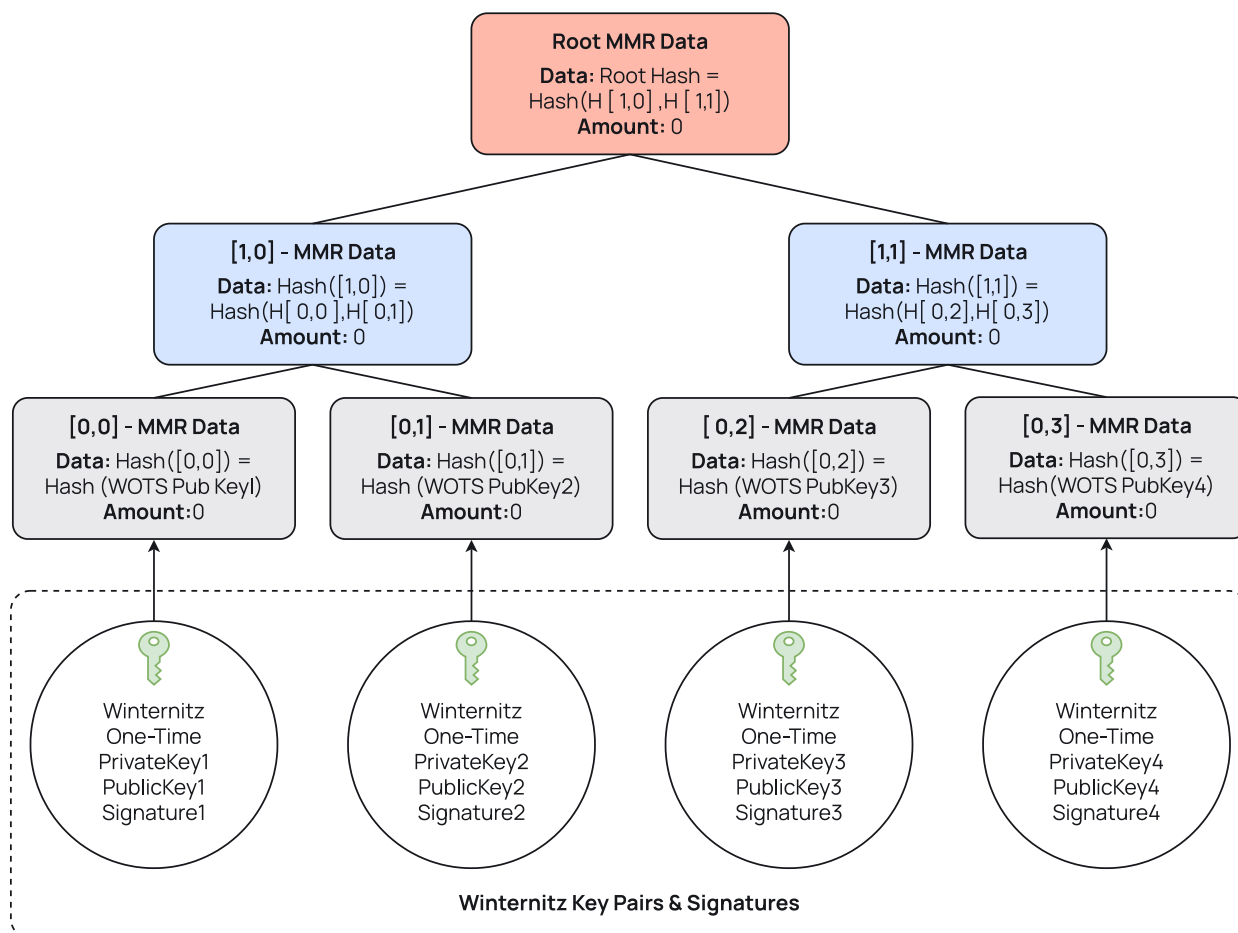 Root MMR Data
Data: Root Hash =
Hash(H [ 1,0] ,H [ 1,1])
Amount: 0
[1,0] - MMR Data
Data: Hash([1,0]) =
Hash(H[ 0,0 ],H[ 0,1])
Amount: 0
[1,1] - MMR Data
Data: Hash([1,1]) =
Hash(H[ 0,2],H[ 0,3])
Amount: 0
[0,0] - MMR Data
Data: Hash([0,0]) =
Hash (WOTS Pub Keyl)
Amount:0
[0,1] - MMR Data
Data: Hash([0,1]) =
Hash (WOTS PubKey2)
Amount:0
[ 0,2] - MMR Data
Data: Hash([0,2]) =
Hash (WOTS PubKey3)
Amount:0
[0,3] - MMR Data
Data: Hash([0,3]) =
Hash(WOTS PubKey4)
Amount:0
Winternitz
One-Time
PrivateKey1
PublicKey1
Signature1
Winternitz
One-Time
PrivateKey2
PublicKey2
Signature2
Winternitz
One-Time
PrivateKey3
PublicKey3
Signature3
Winternitz
One-Time
PrivateKey4
PublicKey4
Signature4
Winternitz Key Pairs & Signatures